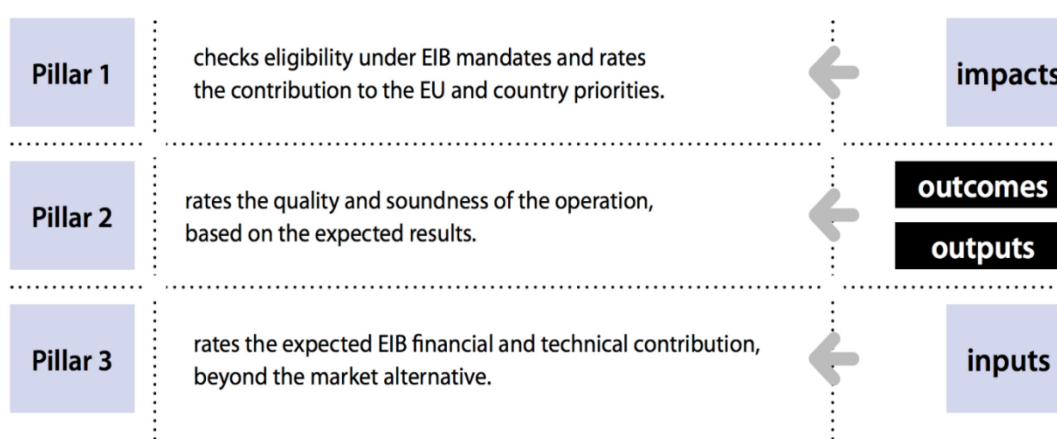 Pillar 1
checks eligibility under EIB mandates and rates
the contribution to the EU and country priorities.
impacts
Pillar 2
rates the quality and soundness of the operation,
based on the expected results.
outcomes
outputs
Pillar 3
rates the expected EIB financial and technical contribution,
beyond the market alternative.
inputs